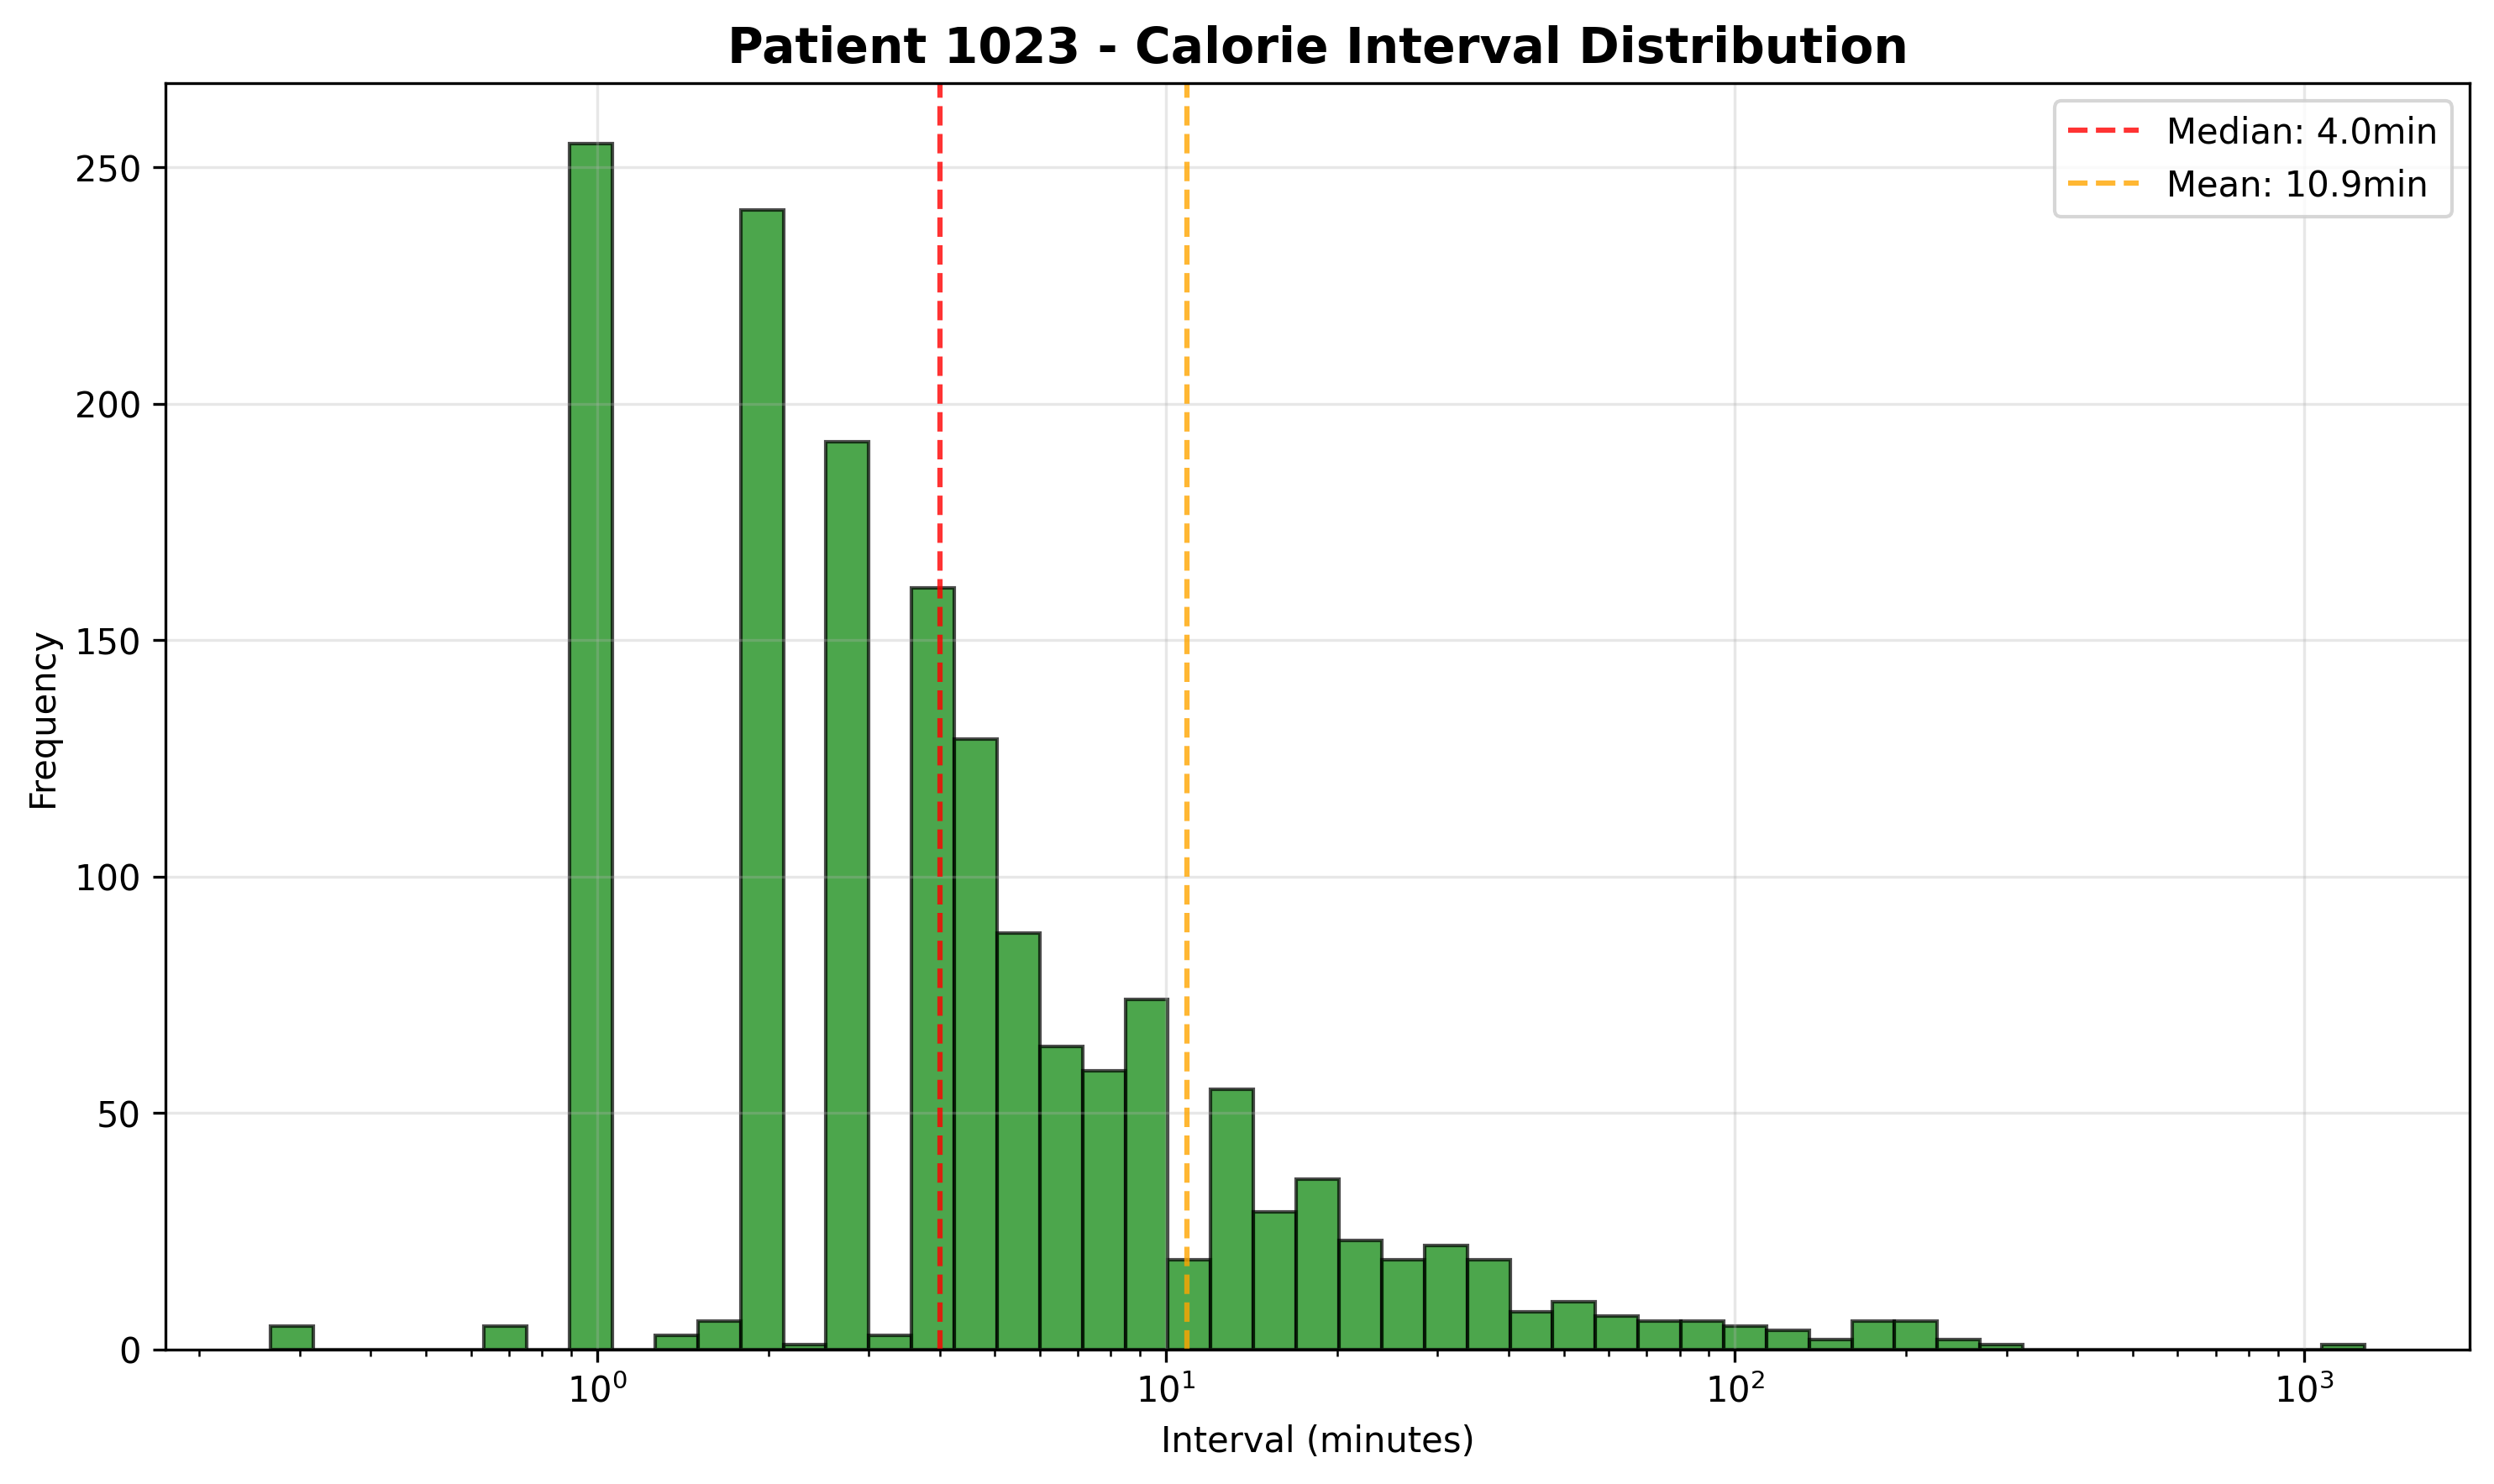 Patient 1023 - Calorie Interval Distribution
Median: 4.0min
Mean: 10.9min
Frequency
250
200
150
100
50
0
10⁰ 10¹ 10² 10³
Interval (minutes)